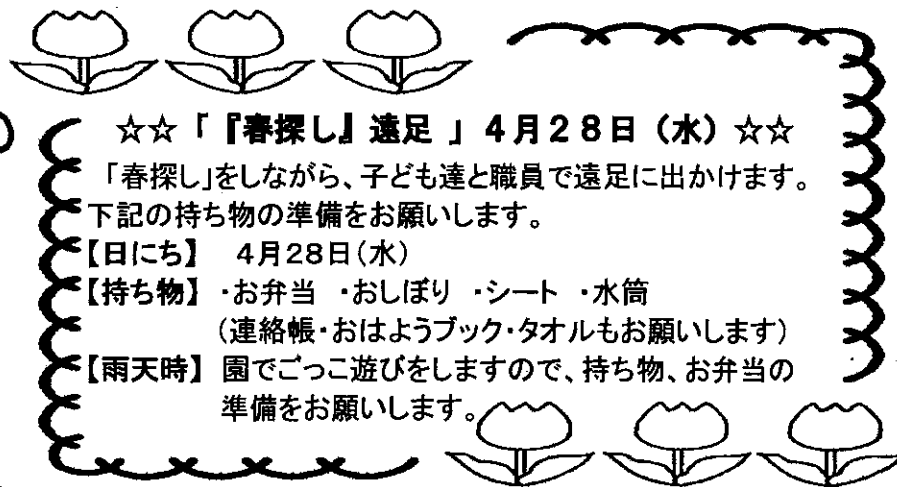 ☆☆「『春探し』遠足 」4月28日（水）☆☆
「春探し」をしながら、子ども達と職員で遠足に出かけます。
下記の持ち物の準備をお願いします。
【日にち】 4月28日(水)
【持ち物】 ・お弁当 ・おしぼり ・シート ・水筒
（連絡帳・おはようブック・タオルもお願いします）
【雨天時】 園でごっこ遊びをしますので、持ち物、お弁当の
準備をお願いします。